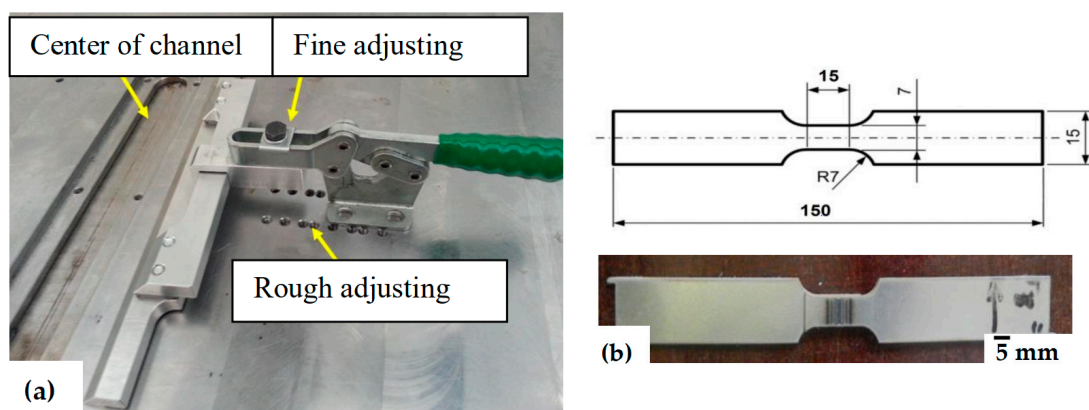 Center of channel
Fine adjusting
Rough adjusting
(a)
15
7
15
R7
150
(b)
5 mm